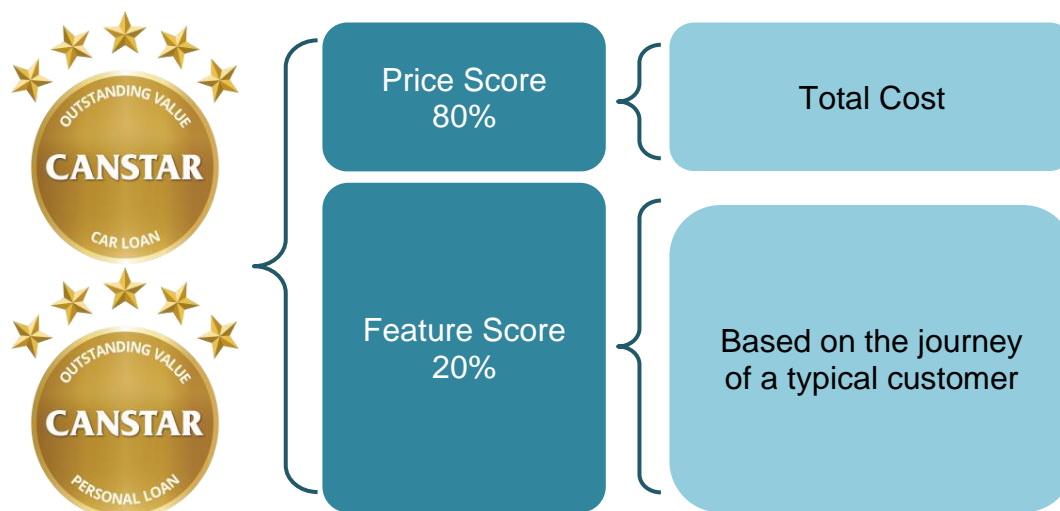 OUTSTANDING VALUE
CANSTAR
CAR LOAN
OUTSTANDING VALUE
CANSTAR
PERSONAL LOAN
Price Score
80%
Total Cost
Feature Score
20%
Based on the journey
of a typical customer